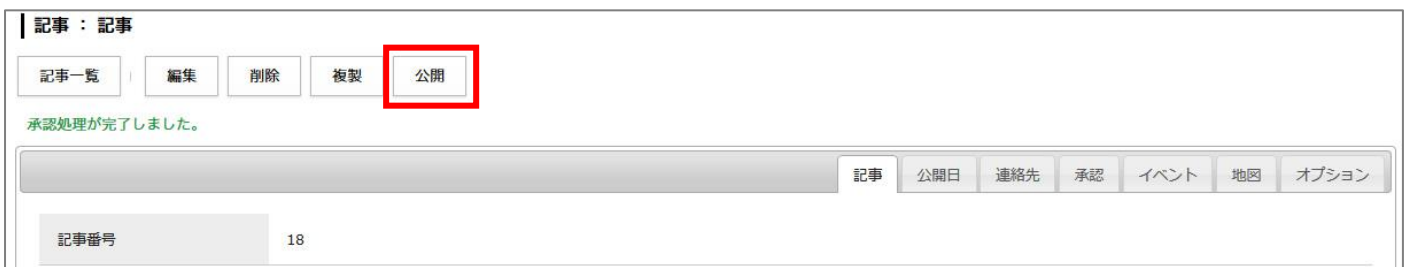 記事 : 記事
記事一覧 編集 削除 複製 公開
承認処理が完了しました。
記事 公開日 連絡先 承認 イベント 地図 オプション
記事番号 18